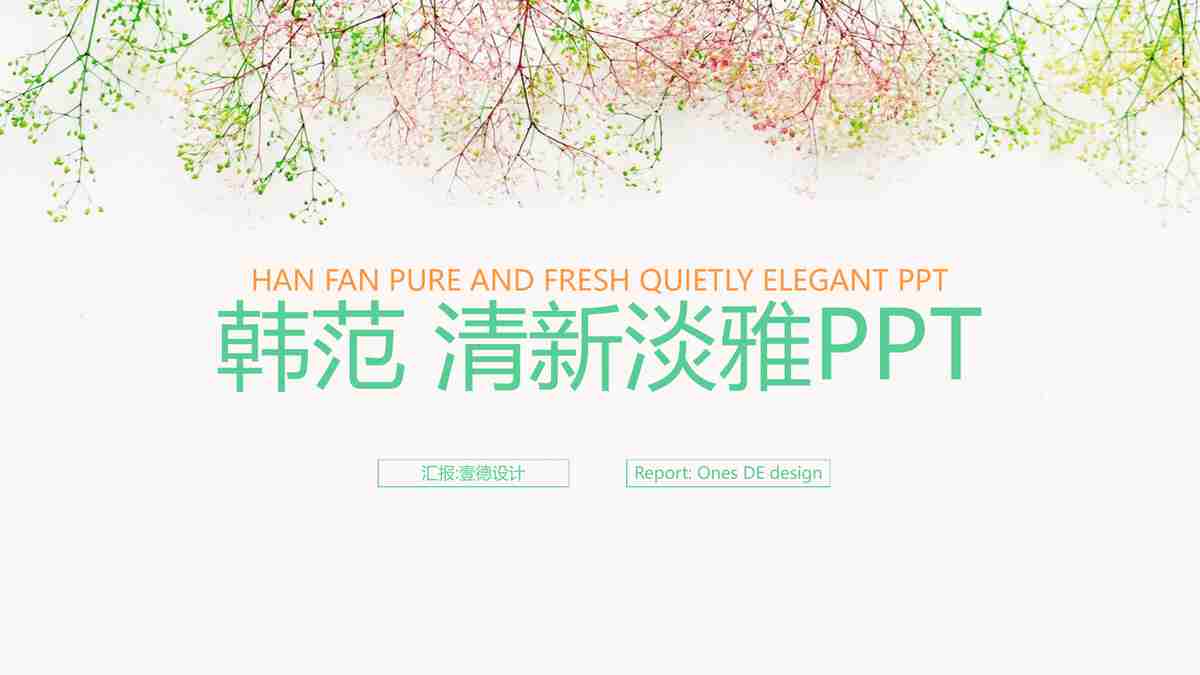 HAN FAN PURE AND FRESH QUIETLY ELEGANT PPT
韩范 清新淡雅PPT
汇报:壹德设计
Report: Ones DE design